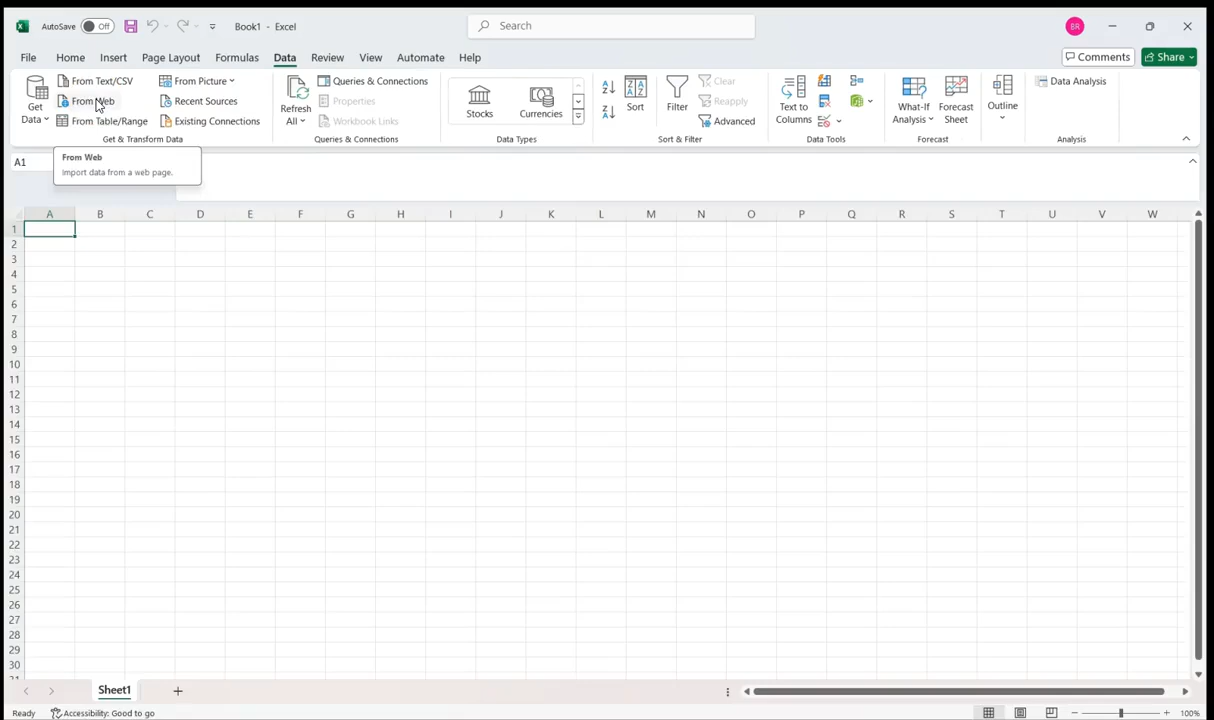 AutoSave Off Book1 - Excel Search BR
File Home Insert Page Layout Formulas Data Review View Automate Help Comments Share
Get Data
From Text/CSV
From Web
From Table/Range
From Picture
Recent Sources
Existing Connections
Get & Transform Data
Refresh All
Queries & Connections
Properties
Workbook Links
Queries & Connections
Stocks
Currencies
Data Types
Sort
Filter
Clear
Reapply
Advanced
Sort & Filter
Text to Columns
Data Tools
What-If Analysis
Forecast Sheet
Forecast
Outline
Data Analysis
Analysis
A1
From Web
Import data from a web page.
A B C D E F G H I J K L M N O P Q R S T U V W
1
2
3
4
5
6
7
8
9
10
11
12
13
14
15
16
17
18
19
20
21
22
23
24
25
26
27
28
29
30
Sheet1
Ready Accessibility: Good to go 100%